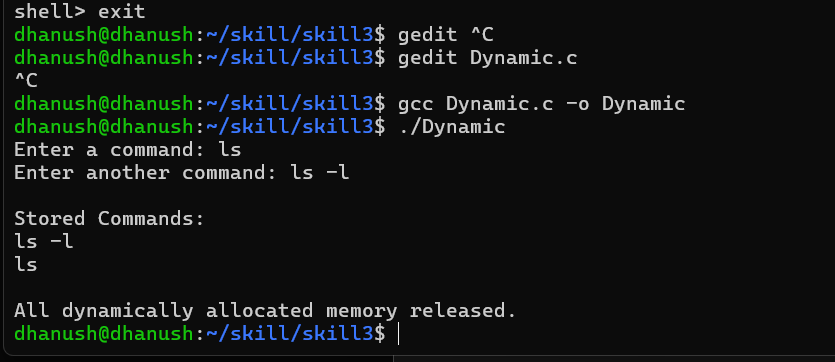 shell> exit
dhanush@dhanush:~/skill/skill3$ gedit ^C
dhanush@dhanush:~/skill/skill3$ gedit Dynamic.c
^C
dhanush@dhanush:~/skill/skill3$ gcc Dynamic.c -o Dynamic
dhanush@dhanush:~/skill/skill3$ ./Dynamic
Enter a command: ls
Enter another command: ls -l
Stored Commands:
ls -l
ls
All dynamically allocated memory released.
dhanush@dhanush:~/skill/skill3$